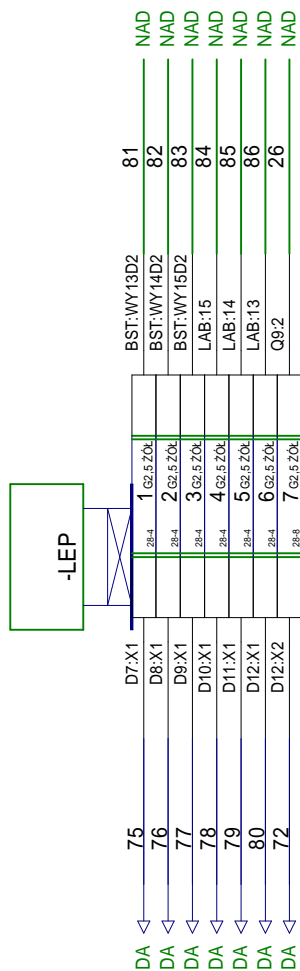 -LEP
DA 75 D7:X1 28-4 1 G2,5 ŻÓŁ BST:WY13D2 81 NAD
DA 76 D8:X1 28-4 2 G2,5 ŻÓŁ BST:WY14D2 82 NAD
DA 77 D9:X1 28-4 3 G2,5 ŻÓŁ BST:WY15D2 83 NAD
DA 78 D10:X1 28-4 4 G2,5 ŻÓŁ LAB:15 84 NAD
DA 79 D11:X1 28-4 5 G2,5 ŻÓŁ LAB:14 85 NAD
DA 80 D12:X1 28-4 6 G2,5 ŻÓŁ LAB:13 86 NAD
DA 72 D12:X2 28-8 7 G2,5 ŻÓŁ Q9:2 26 NAD